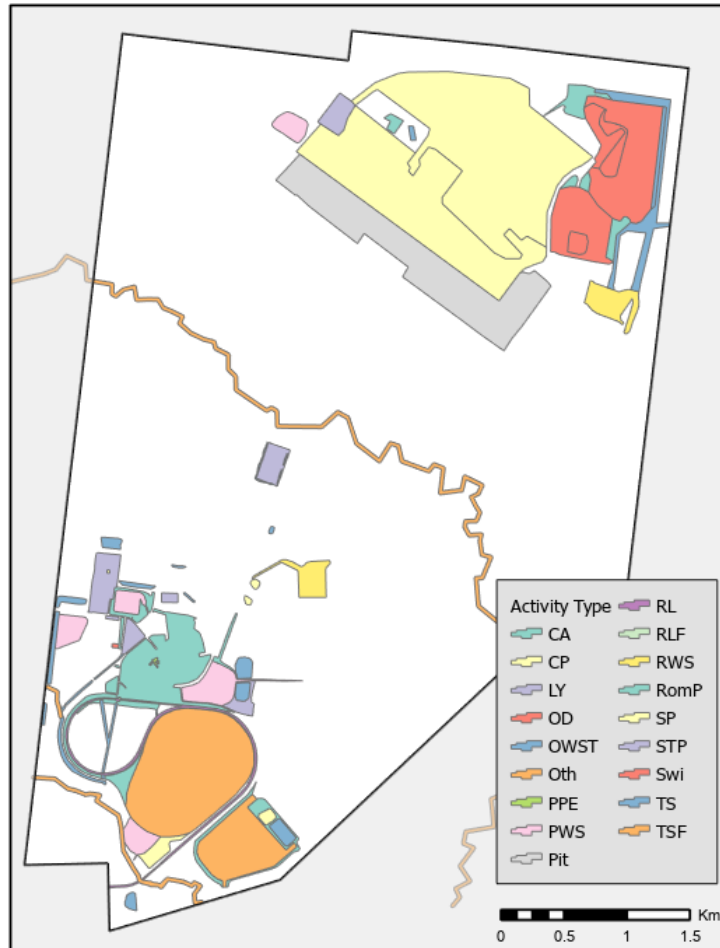 Activity Type
CA
CP
LY
OD
OWST
Oth
PPE
PWS
Pit
RL
RLF
RWS
RomP
SP
STP
Swi
TS
TSF
Km
0 0.5 1 1.5